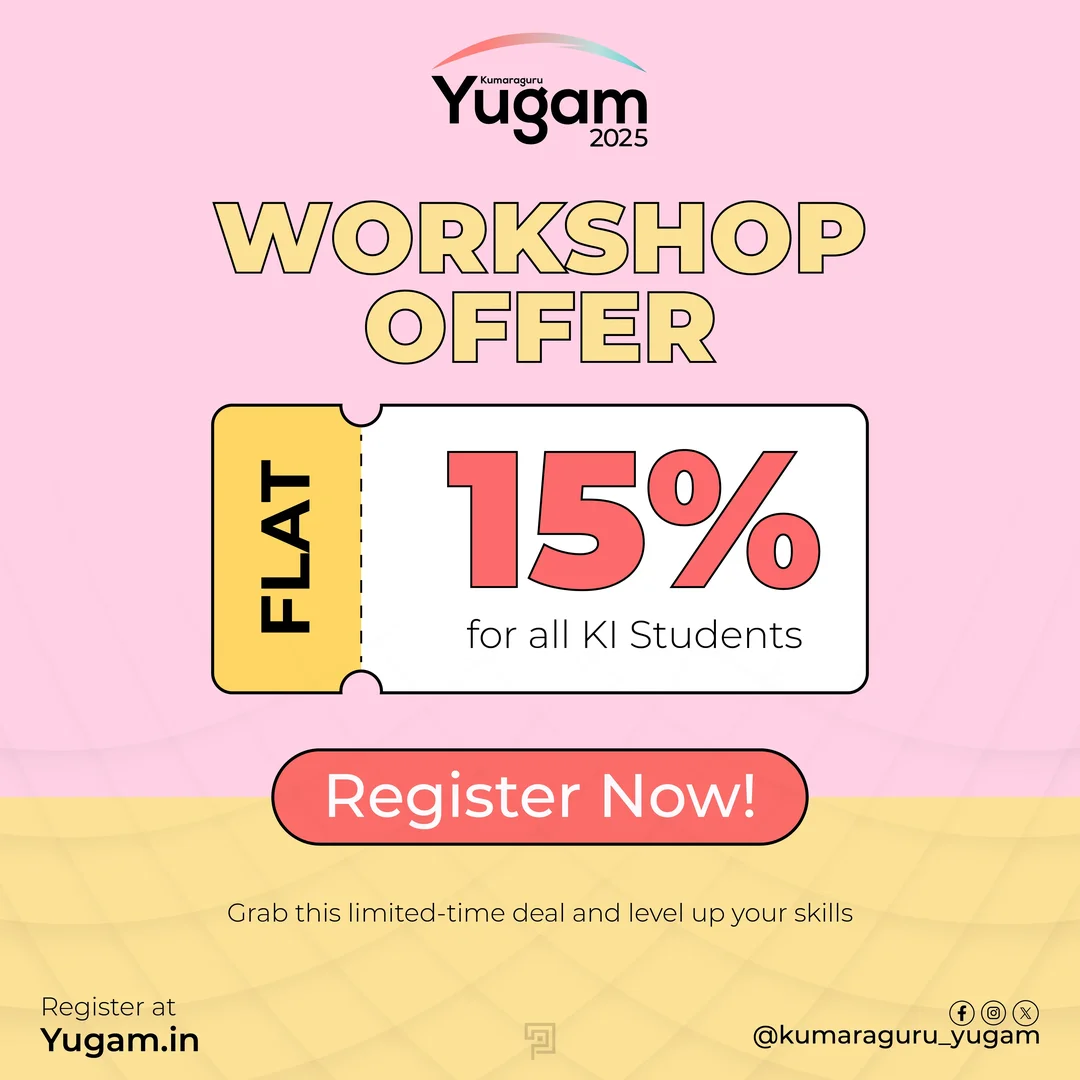 Kumaraguru
Yugam
2025
WORKSHOP
OFFER
FLAT
15%
for all KI Students
Register Now!
Grab this limited-time deal and level up your skills
Register at
Yugam.in
@kumaraguru_yugam